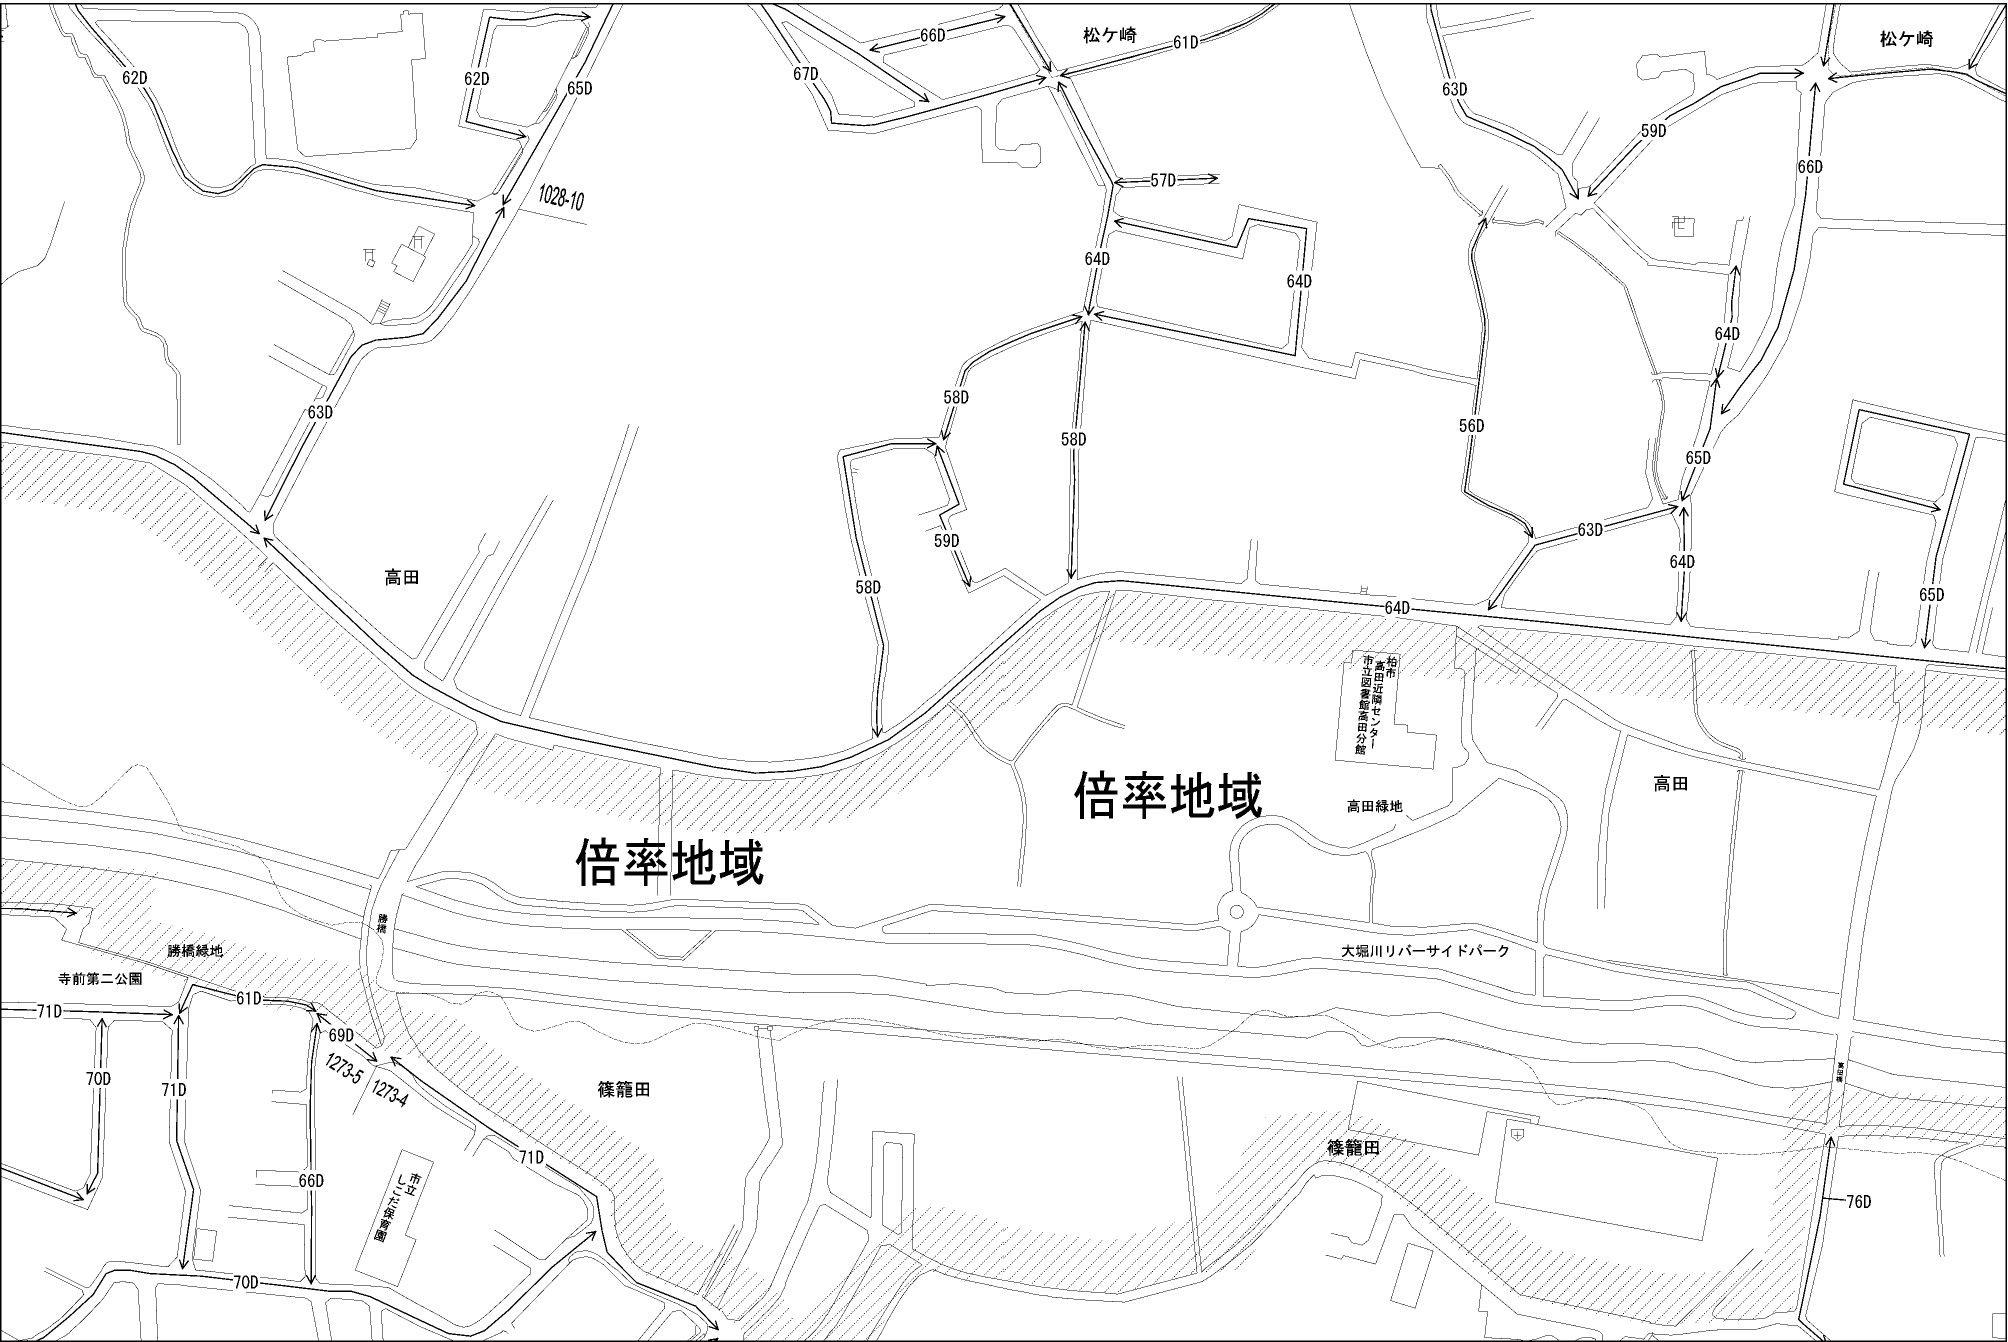 66D
61D
松ケ崎
松ケ崎
62D
62D
65D
67D
63D
59D
66D
57D
1028-10
64D
64D
64D
63D
58D
58D
56D
65D
59D
63D
64D
58D
65D
高田
64D
柏市
高田近隣センター
市立図書館高田分館
倍率地域
高田緑地
高田
倍率地域
勝橋
勝橋緑地
寺前第二公園
大堀川リバーサイドパーク
61D
71D
69D
1273-5
1273-4
70D
71D
篠籠田
高田橋
篠籠田
71D
66D
市立
しこだ保育園
76D
70D